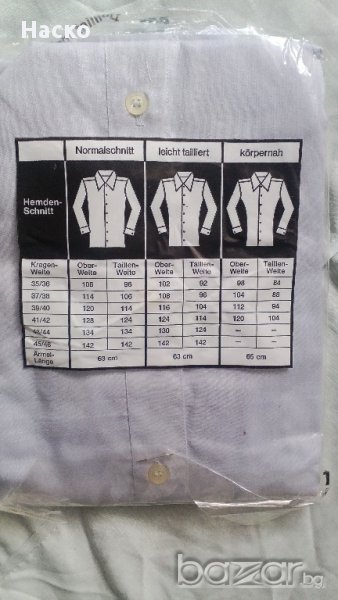 Hacko
Normalschnitt leicht tailliert körpernah
Hemden-
Schnitt
Kragen-
Weite Ober-
Weite Taillen-
Weite Ober-
Weite Taillen-
Weite Ober-
Weite Taillen-
Weite
35/36 108 98 102 92 98 84
37/38 114 106 108 96 104 88
39/40 120 114 116 104 112 94
41/42 128 124 124 114 120 104
43/44 134 134 130 124 – –
45/46 142 142 142 142 – –
Ärmel-
Länge 63 cm 63 cm 65 cm
bazar.bg